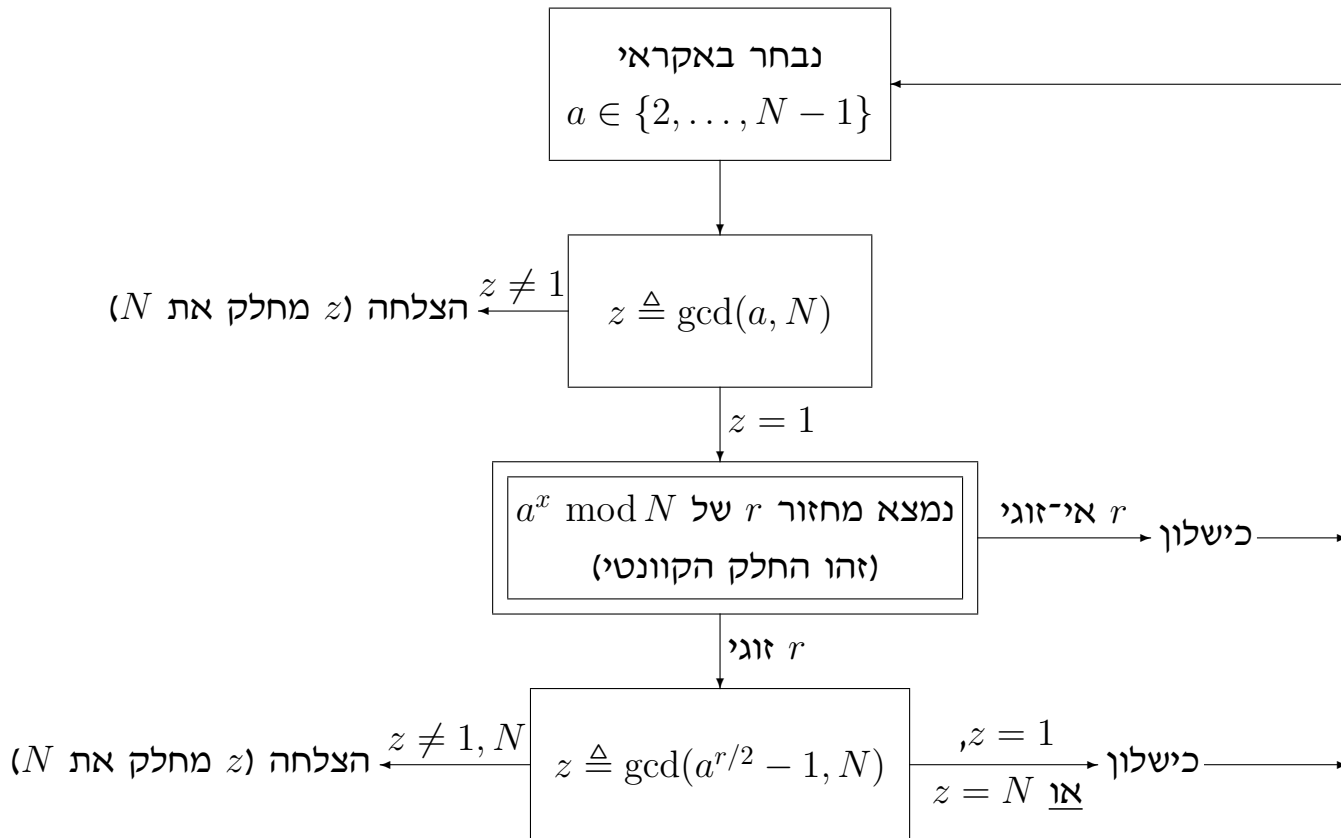 נבחר באקראי
a ∈ {2, . . . , N − 1}
z ≠ 1
הצלחה (z מחלק את N)
z ≜ gcd(a, N)
z = 1
נמצא מחזור r של a^x mod N
(זהו החלק הקוונטי)
r אי־זוגי
כישלון
r זוגי
z ≠ 1, N
הצלחה (z מחלק את N)
z ≜ gcd(a^{r/2} − 1, N)
z = 1,
או z = N
כישלון